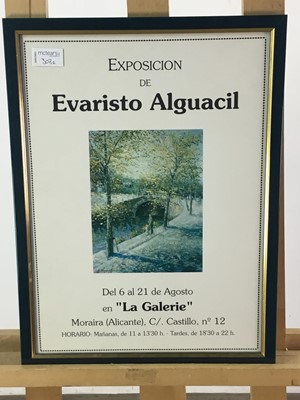 EXPOSICION
DE
Evaristo Alguacil
Del 6 al 21 de Agosto
en "La Galerie"
Moraira (Alicante), C/. Castillo, nº 12
HORARIO: Mañanas, de 11 a 13'30 h. - Tardes, de 18'30 a 22 h.